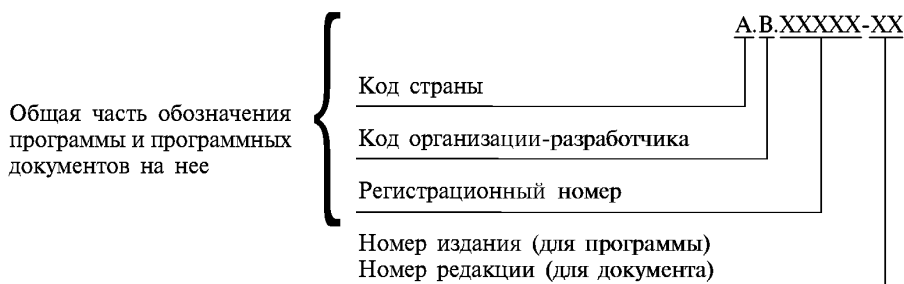 А.В.ХХХХХ-ХХ
Код страны
Код организации-разработчика
Регистрационный номер
Общая часть обозначения
программы и программных
документов на нее
Номер издания (для программы)
Номер редакции (для документа)